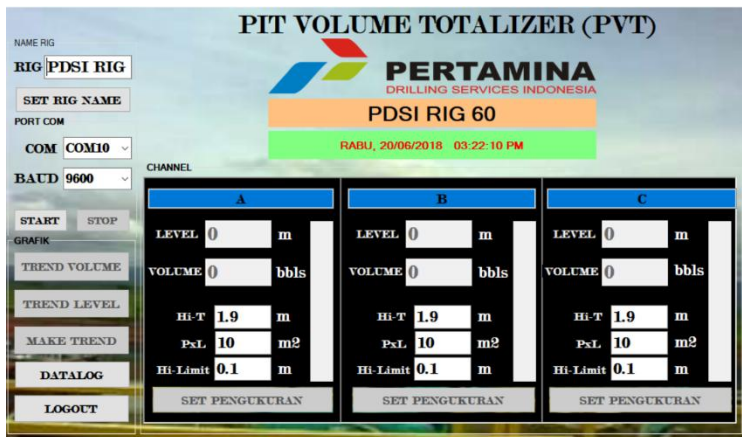 PIT VOLUME TOTALIZER (PVT)
NAME RIG
RIG PDSI RIG
SET RIG NAME
PORT COM
COM COM10
BAUD 9600
START STOP
PERTAMINA
DRILLING SERVICES INDONESIA
PDSI RIG 60
RABU, 20/06/2018 03:22:10 PM
GRAFIK
TREND VOLUME
TREND LEVEL
MAKE TREND
DATALOG
LOGOUT
CHANNEL
A
LEVEL 0 m
VOLUME 0 bbls
Hi-T 1.9 m
PxL 10 m2
Hi-Limit 0.1 m
SET PENGUKURAN
B
LEVEL 0 m
VOLUME 0 bbls
Hi-T 1.9 m
PxL 10 m2
Hi-Limit 0.1 m
SET PENGUKURAN
C
LEVEL 0 m
VOLUME 0 bbls
Hi-T 1.9 m
PxL 10 m2
Hi-Limit 0.1 m
SET PENGUKURAN